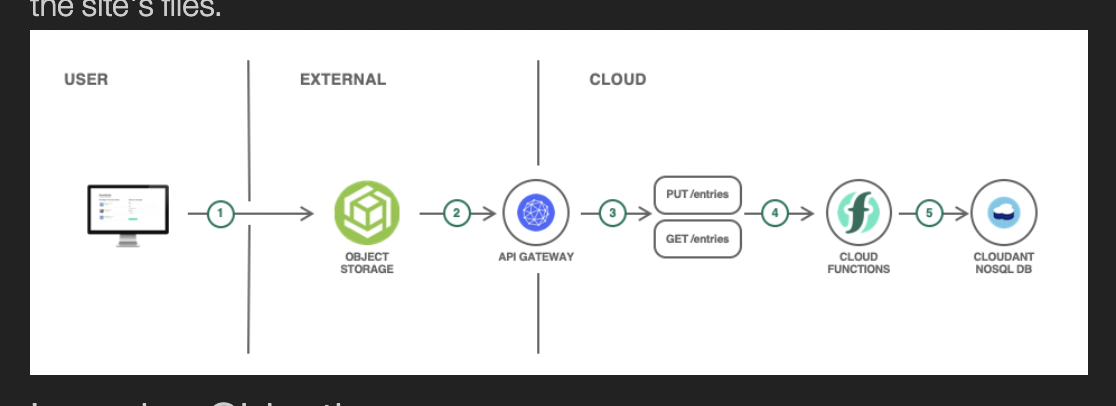 the site's files.
USER
EXTERNAL
CLOUD
1
2
3
4
5
PUT /entries
GET /entries
OBJECT
STORAGE
API GATEWAY
CLOUD
FUNCTIONS
CLOUDANT
NOSQL DB